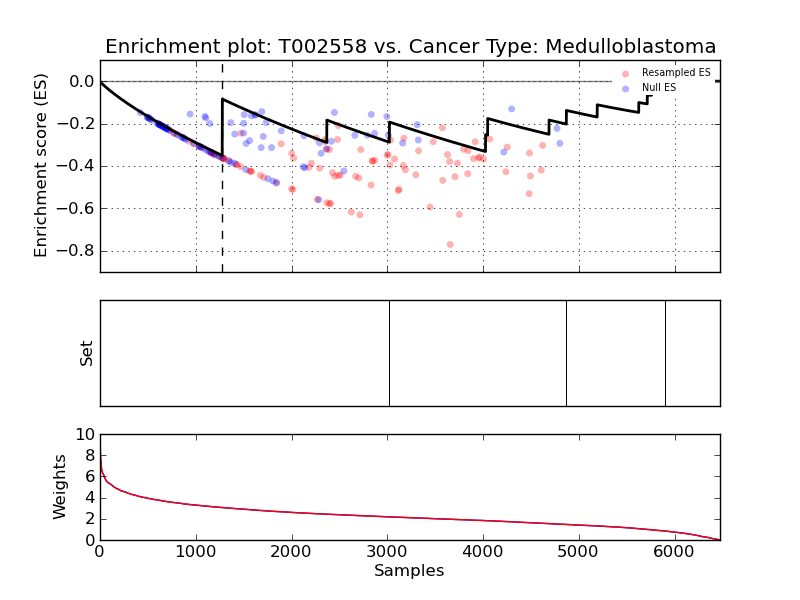 Enrichment plot: T002558 vs. Cancer Type: Medulloblastoma
Enrichment score (ES)
0.0
−0.2
−0.4
−0.6
−0.8
Resampled ES
Null ES
Set
Weights
10
8
6
4
2
0
0 1000 2000 3000 4000 5000 6000
Samples